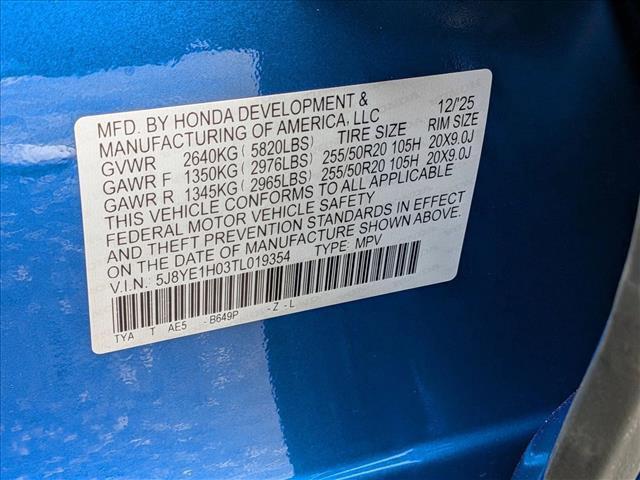 MFD. BY HONDA DEVELOPMENT & 12/'25
MANUFACTURING OF AMERICA, LLC TIRE SIZE RIM SIZE
GVWR 2640KG ( 5820LBS)
GAWR F 1350KG ( 2976LBS) 255/50R20 105H 20X9.0J
GAWR R 1345KG ( 2965LBS) 255/50R20 105H 20X9.0J
THIS VEHICLE CONFORMS TO ALL APPLICABLE
FEDERAL MOTOR VEHICLE SAFETY
AND THEFT PREVENTION STANDARDS IN EFFECT
ON THE DATE OF MANUFACTURE SHOWN ABOVE.
V.I.N. 5J8YE1H03TL019354 TYPE: MPV
TYA T AE5 - B649P - Z - L